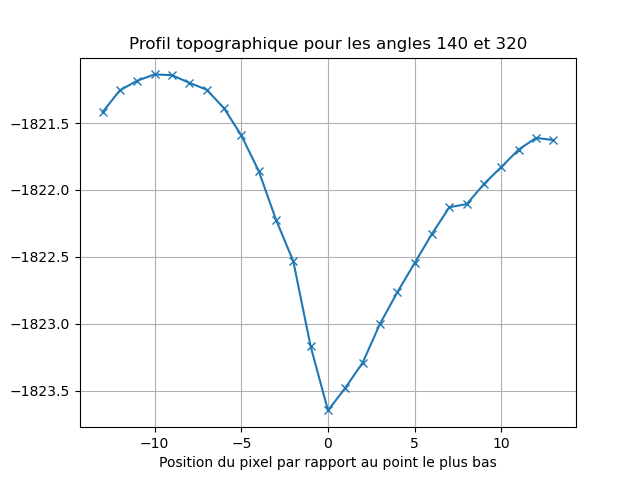 Profil topographique pour les angles 140 et 320
−1821.5
−1822.0
−1822.5
−1823.0
−1823.5
−10 −5 0 5 10
Position du pixel par rapport au point le plus bas